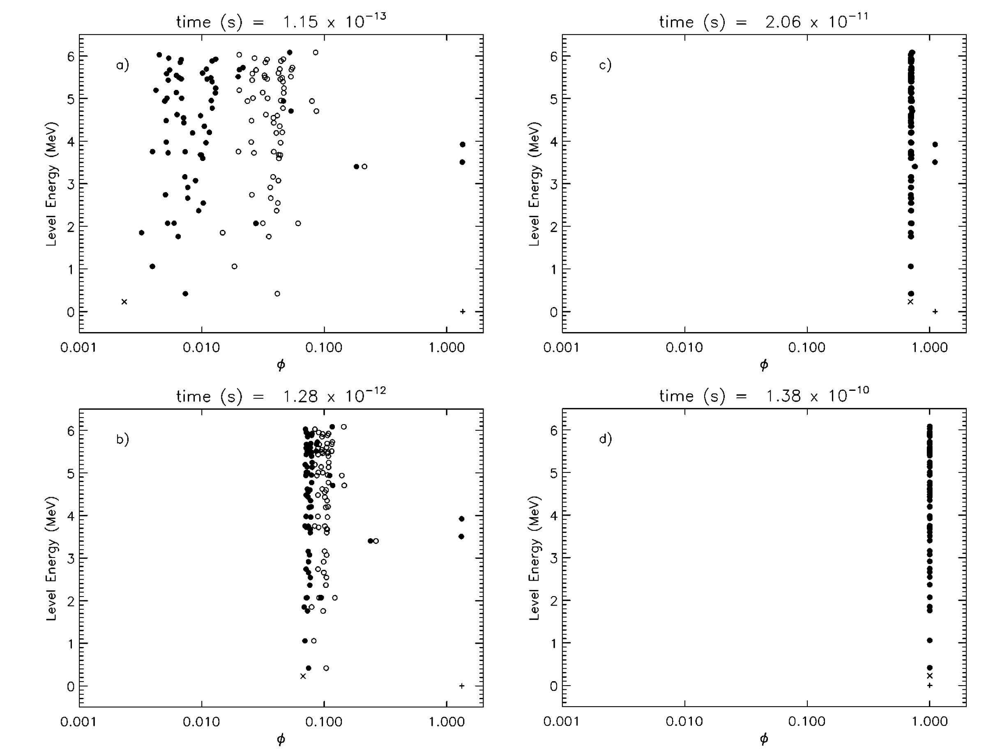 time (s) = 1.15 x 10⁻¹³
a)
Level Energy (MeV)
6
5
4
3
2
1
0
0.001 0.010 0.100 1.000
ϕ
time (s) = 2.06 x 10⁻¹¹
c)
Level Energy (MeV)
6
5
4
3
2
1
0
0.001 0.010 0.100 1.000
ϕ
time (s) = 1.28 x 10⁻¹²
b)
Level Energy (MeV)
6
5
4
3
2
1
0
0.001 0.010 0.100 1.000
ϕ
time (s) = 1.38 x 10⁻¹⁰
d)
Level Energy (MeV)
6
5
4
3
2
1
0
0.001 0.010 0.100 1.000
ϕ